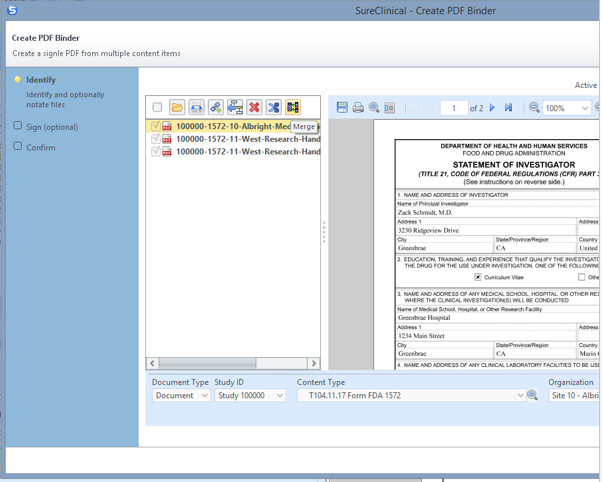 SureClinical - Create PDF Binder
Create PDF Binder
Create a signle PDF from multiple content items
Identify
Identify and optionally
notate files
Sign (optional)
Confirm
Active
100000-1572-10-Albright-Med
Merge
100000-1572-11-West-Research-Hand
100000-1572-11-West-Research-Hand
1 of 2
100%
DEPARTMENT OF HEALTH AND HUMAN SERVICES
FOOD AND DRUG ADMINISTRATION
STATEMENT OF INVESTIGATOR
(TITLE 21, CODE OF FEDERAL REGULATIONS (CFR) PART 3
(See instructions on reverse side.)
1. NAME AND ADDRESS OF INVESTIGATOR
Name of Principal Investigator
Zack Schmidt, M.D.
Address 1 Address
3230 Ridgeview Drive
City State/Province/Region Country
Greenbrae CA United
2. EDUCATION, TRAINING, AND EXPERIENCE THAT QUALIFY THE INVESTIGATO
THE DRUG FOR THE USE UNDER INVESTIGATION. ONE OF THE FOLLOWING
Curriculum Vitae Othe
3. NAME AND ADDRESS OF ANY MEDICAL SCHOOL, HOSPITAL, OR OTHER RES
WHERE THE CLINICAL INVESTIGATION(S) WILL BE CONDUCTED
Name of Medical School, Hospital, or Other Research Facility
Greenbrae Hospital
Address 1 Address
1234 Main Street
City State/Province/Region Country
Greenbrae CA Marin C
4. NAME AND ADDRESS OF ANY CLINICAL LABORATORY FACILITIES TO BE USE
Document Type Study ID Content Type Organization
Document Study 100000 T104.11.17 Form FDA 1572 Site 10 - Albri